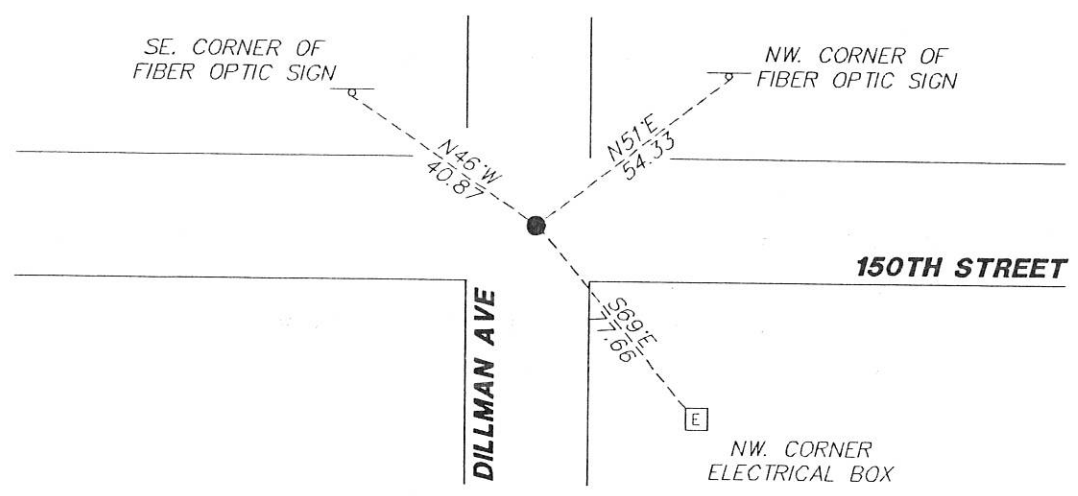 SE. CORNER OF
FIBER OPTIC SIGN
NW. CORNER OF
FIBER OPTIC SIGN
N46°W
40.87
N51°E
54.33
150TH STREET
S69°E
77.66
DILLMAN AVE
E
NW. CORNER
ELECTRICAL BOX